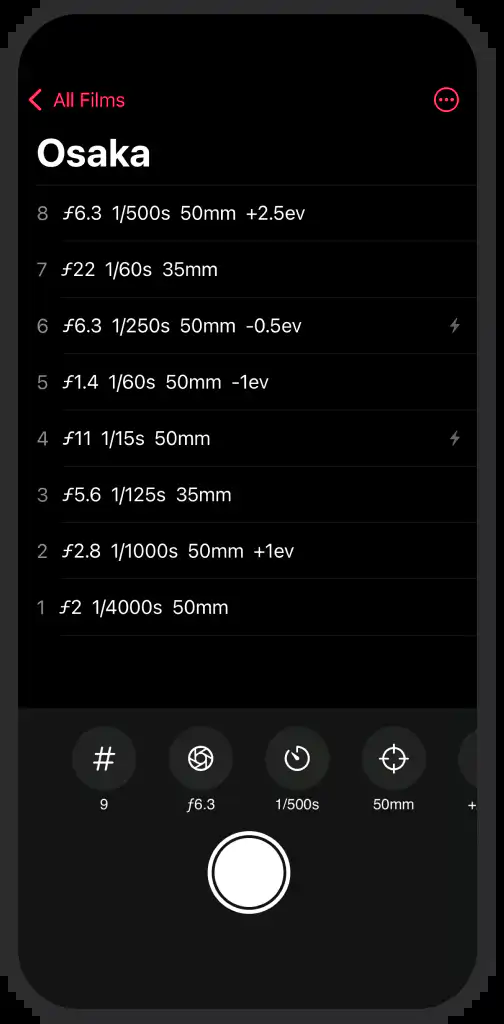 All Films
Osaka
8 ƒ6.3 1/500s 50mm +2.5ev
7 ƒ22 1/60s 35mm
6 ƒ6.3 1/250s 50mm -0.5ev
5 ƒ1.4 1/60s 50mm -1ev
4 ƒ11 1/15s 50mm
3 ƒ5.6 1/125s 35mm
2 ƒ2.8 1/1000s 50mm +1ev
1 ƒ2 1/4000s 50mm
#
9 ƒ6.3 1/500s 50mm +